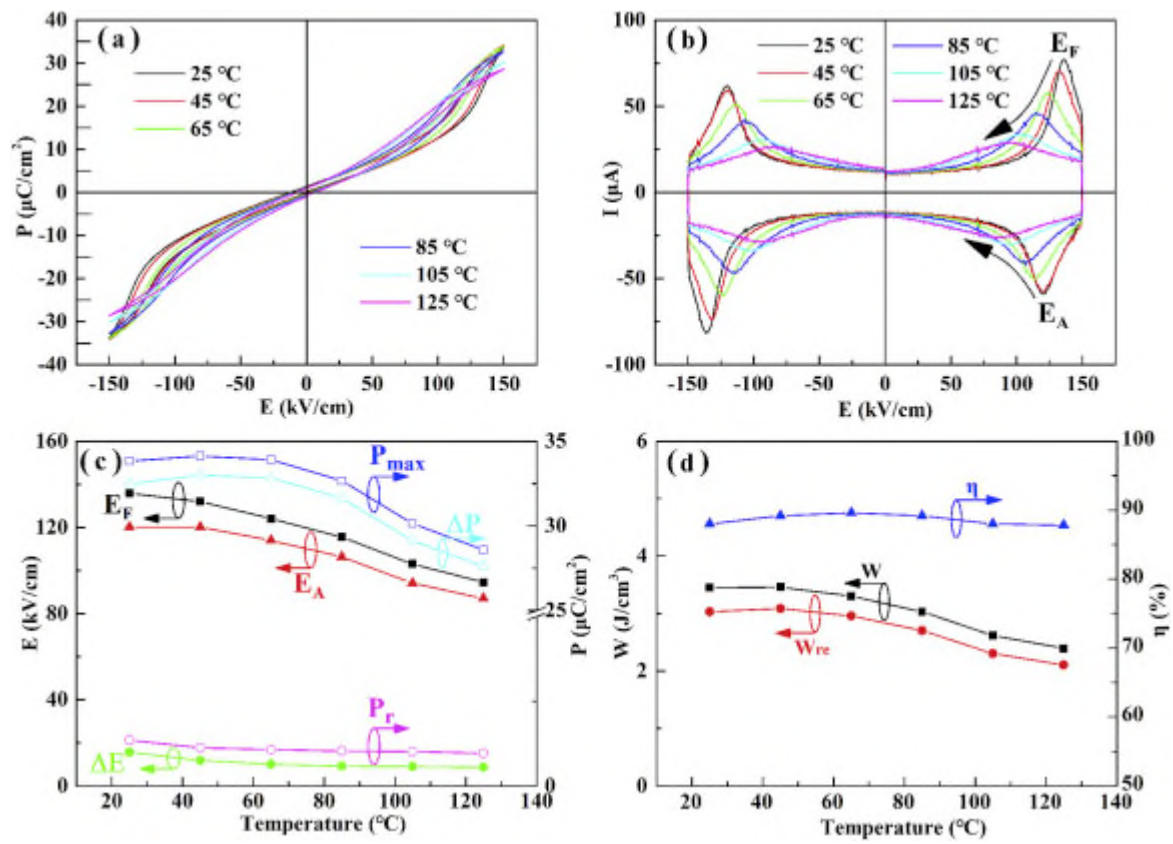 (a)
40
30
20
10
0
-10
-20
-30
-40
P (μC/cm²)
25 ℃
45 ℃
65 ℃
85 ℃
105 ℃
125 ℃
-150 -100 -50 0 50 100 150
E (kV/cm)
(b)
100
50
0
-50
-100
I (μA)
25 ℃
45 ℃
65 ℃
85 ℃
105 ℃
125 ℃
E_F
E_A
-150 -100 -50 0 50 100 150
E (kV/cm)
(c)
160
120
80
40
0
E (kV/cm)
E_F
E_A
P_max
ΔP
P_r
ΔE
35
30
25
0
P (μC/cm²)
20 40 60 80 100 120 140
Temperature (℃)
(d)
6
4
2
0
W (J/cm³)
η
W
W_re
100
90
80
70
60
50
η (%)
20 40 60 80 100 120 140
Temperature (℃)